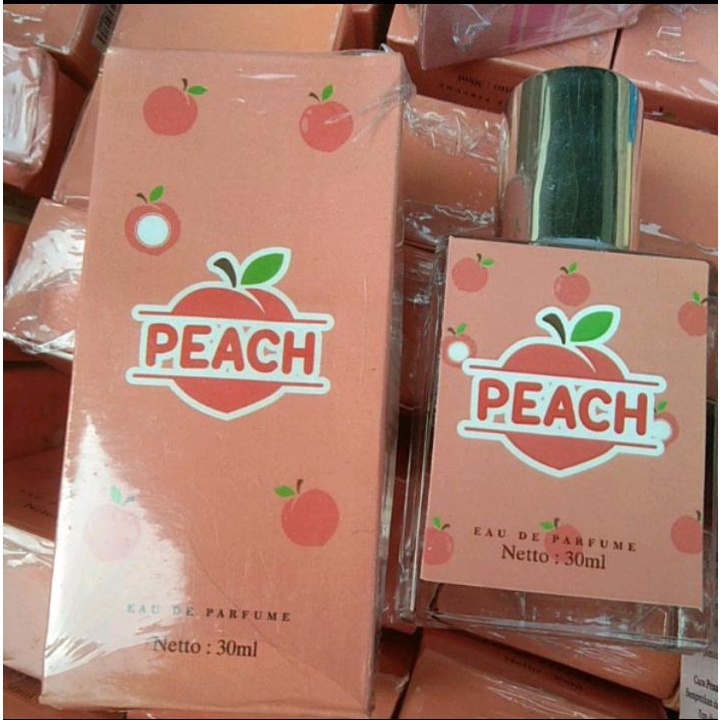 PEACH
EAU DE PARFUME
Netto : 30ml
PEACH
EAU DE PARFUME
Netto : 30ml